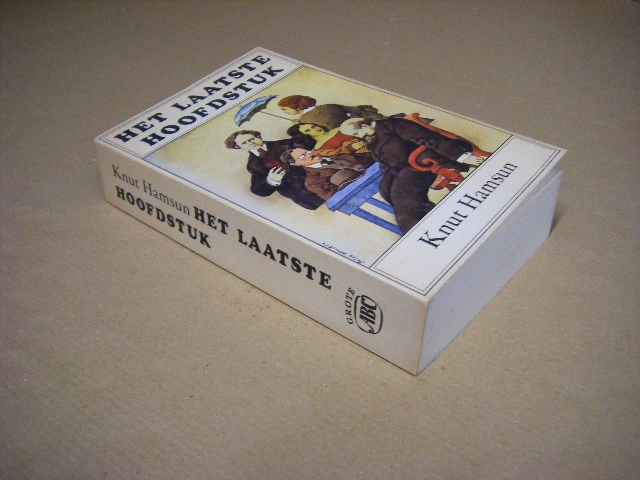 HET LAATSTE
HOOFDSTUK
Knut Hamsun
Knut Hamsun HET LAATSTE
HOOFDSTUK
GROTE
ABC